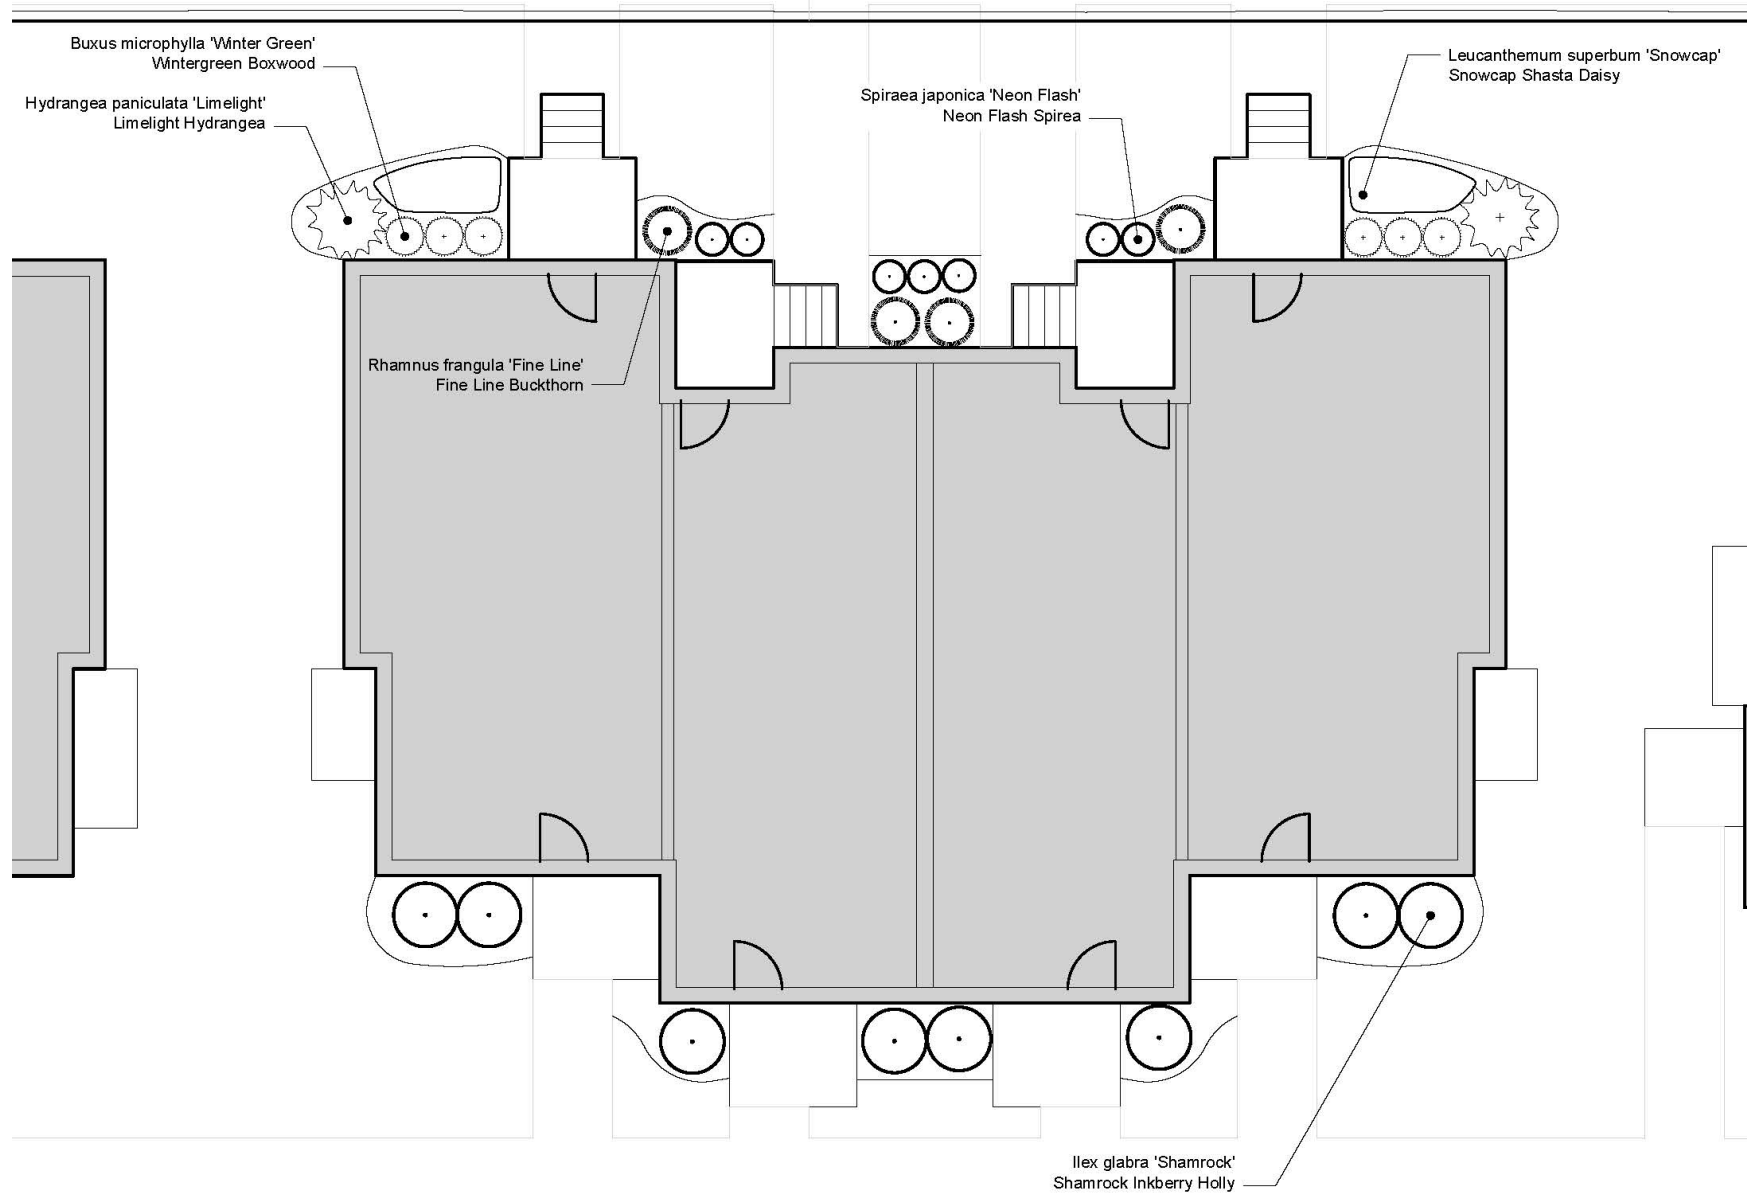 Buxus microphylla 'Winter Green'
Wintergreen Boxwood
Hydrangea paniculata 'Limelight'
Limelight Hydrangea
Spiraea japonica 'Neon Flash'
Neon Flash Spirea
Leucanthemum superbum 'Snowcap'
Snowcap Shasta Daisy
Rhamnus frangula 'Fine Line'
Fine Line Buckthorn
Ilex glabra 'Shamrock'
Shamrock Inkberry Holly